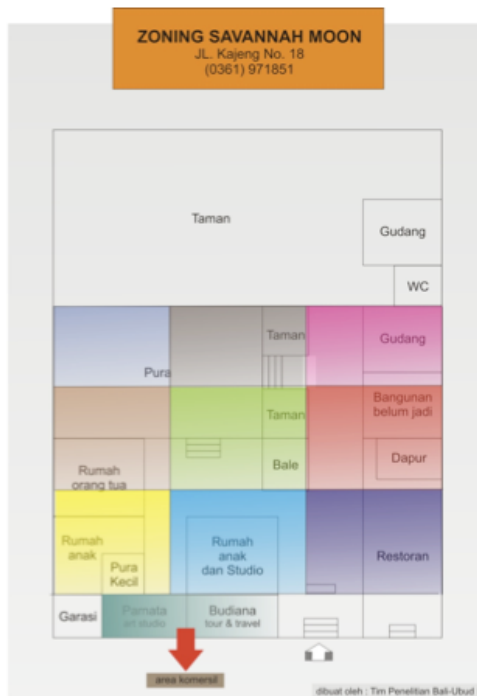 ZONING SAVANNAH MOON
JL. Kajeng No. 18
(0361) 971851
Taman
Gudang
WC
Taman
Gudang
Pura
Taman
Bangunan
belum jadi
Bale
Dapur
Rumah
orang tua
Rumah
anak
Pura
Kecil
Rumah
anak
dan Studio
Restoran
Garasi
Pamata
art studio
Budiana
tour & travel
area komersil
dibuat oleh : Tim Penelitian Bali-Ubud